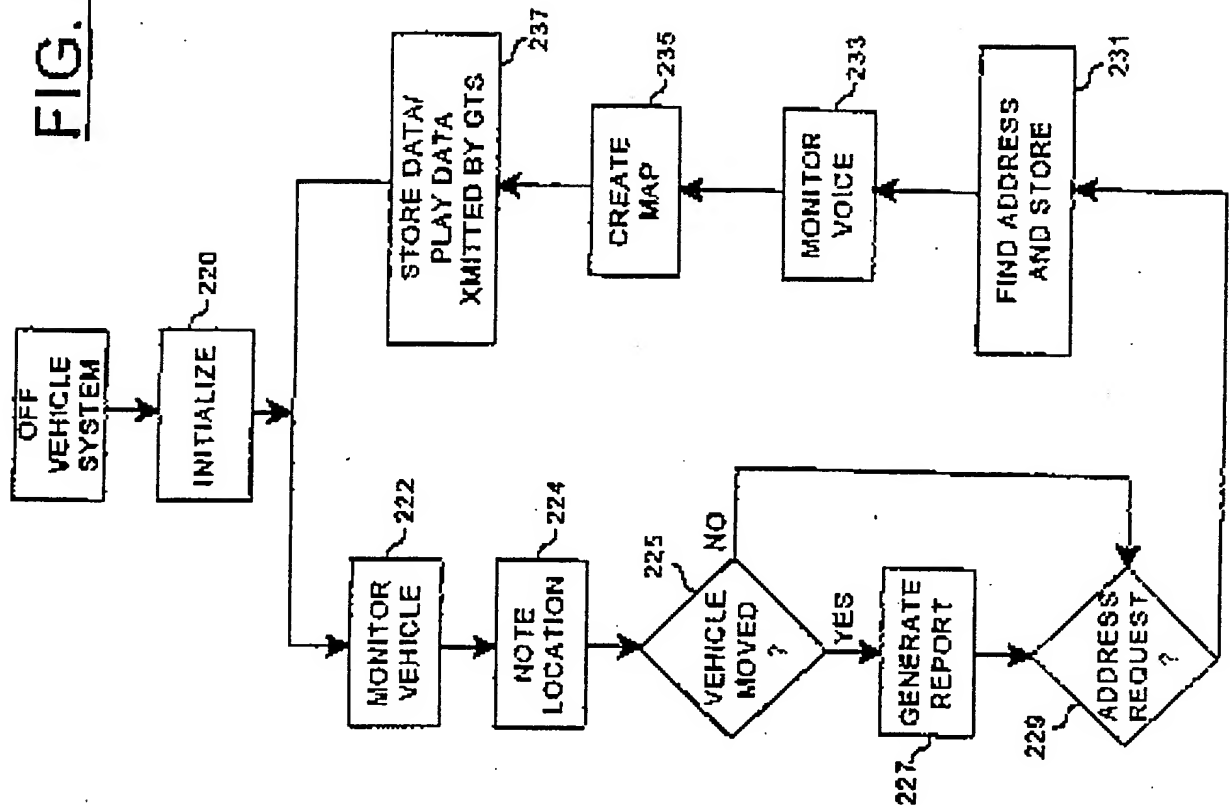 FIG.
OFF
VEHICLE
SYSTEM
INITIALIZE
220
MONITOR
VEHICLE
222
NOTE
LOCATION
224
VEHICLE
MOVED
?
225
NO
YES
GENERATE
REPORT
227
ADDRESS
REQUEST
?
229
FIND ADDRESS
AND STORE
231
MONITOR
VOICE
233
CREATE
MAP
235
STORE DATA/
PLAY DATA
XMITTED BY GTS
237